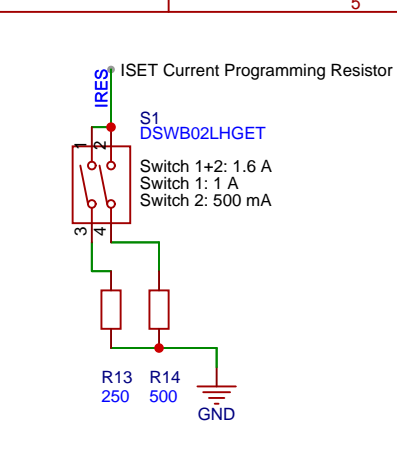 5
ISET Current Programming Resistor
IRES
S1
DSWB02LHGET
1
2
Switch 1+2: 1.6 A
Switch 1: 1 A
Switch 2: 500 mA
3
4
R13
R14
250
500
GND